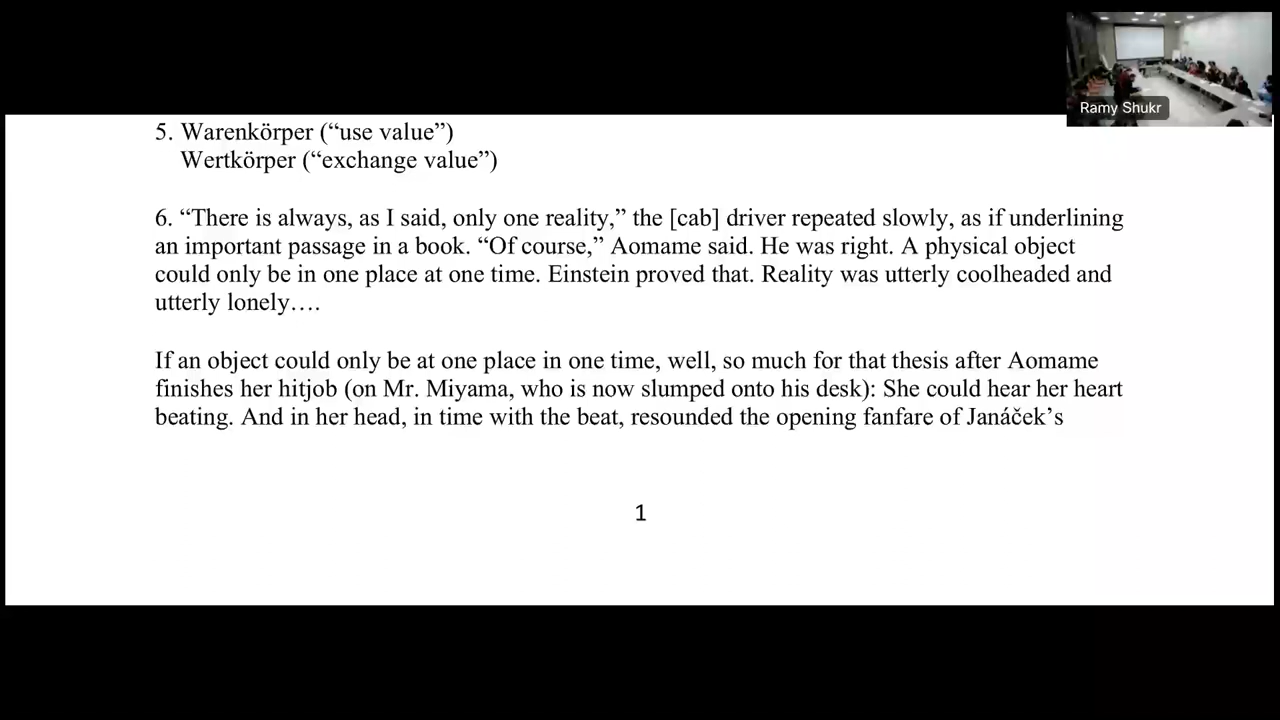 Ramy Shukr
5. Warenkörper (“use value”)
Wertkörper (“exchange value”)
6. “There is always, as I said, only one reality,” the [cab] driver repeated slowly, as if underlining
an important passage in a book. “Of course,” Aomame said. He was right. A physical object
could only be in one place at one time. Einstein proved that. Reality was utterly coolheaded and
utterly lonely….
If an object could only be at one place in one time, well, so much for that thesis after Aomame
finishes her hitjob (on Mr. Miyama, who is now slumped onto his desk): She could hear her heart
beating. And in her head, in time with the beat, resounded the opening fanfare of Janáček’s
1